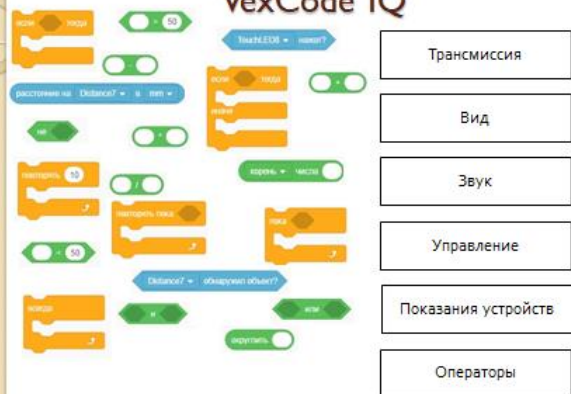 VexCode IQ
если тогда
= 50
TouchLED8 нажат?
Трансмиссия
-
если тогда
иначе
+
расстояние на Distance7 в mm
Вид
не
*
повторять 10
/
корень числа
Звук
повторять пока
пока
50
Управление
Distance7 обнаружил объект?
всегда
и
или
Показания устройств
округлить
Операторы